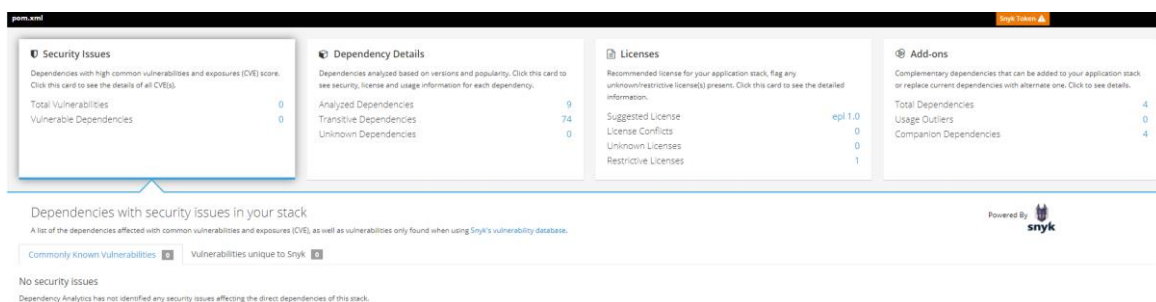 pom.xml
Snyk Token
Security Issues
Dependencies with high common vulnerabilities and exposures (CVE) score.
Click this card to see the details of all CVE(s).
Total Vulnerabilities 0
Vulnerable Dependencies 0
Dependency Details
Dependencies analyzed based on versions and popularity. Click this card to
see security, license and usage information for each dependency.
Analyzed Dependencies 9
Transitive Dependencies 74
Unknown Dependencies 0
Licenses
Recommended license for your application stack, flag any
unknown/restrictive license(s) present. Click this card to see the detailed
information.
Suggested License epl 1.0
License Conflicts 0
Unknown Licenses 0
Restrictive Licenses 1
Add-ons
Complementary dependencies that can be added to your application stack
or replace current dependencies with alternate one. Click to see details.
Total Dependencies 4
Usage Outliers 0
Companion Dependencies 4
Dependencies with security issues in your stack
A list of the dependencies affected with common vulnerabilities and exposures (CVE), as well as vulnerabilities only found when using Snyk's vulnerability database.
Powered By
snyk
Commonly Known Vulnerabilities 0 Vulnerabilities unique to Snyk 0
No security issues
Dependency Analytics has not identified any security issues affecting the direct dependencies of this stack.